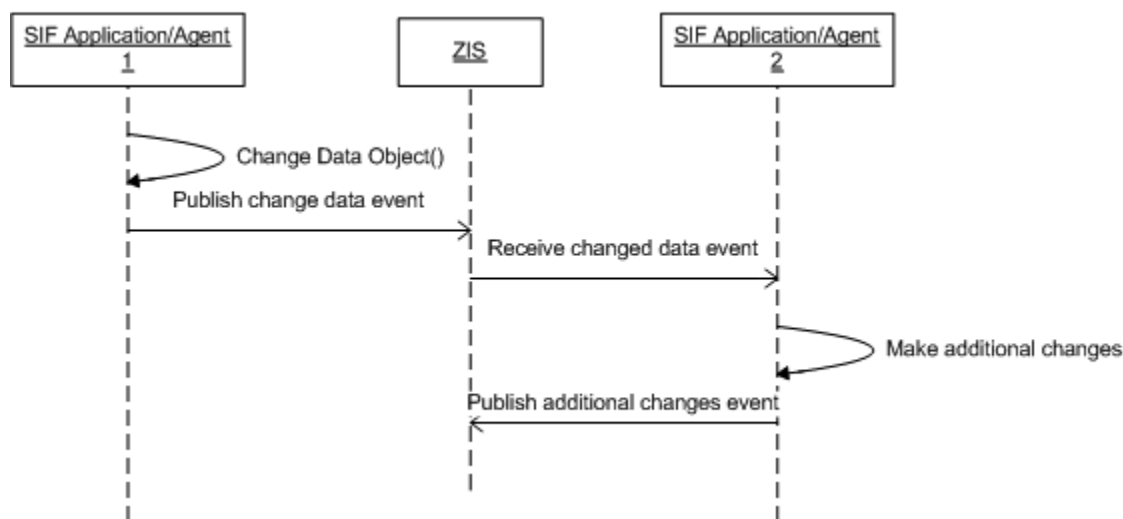 SIF Application/Agent
1
ZIS
SIF Application/Agent
2
Change Data Object()
Publish change data event
Receive changed data event
Make additional changes
Publish additional changes event